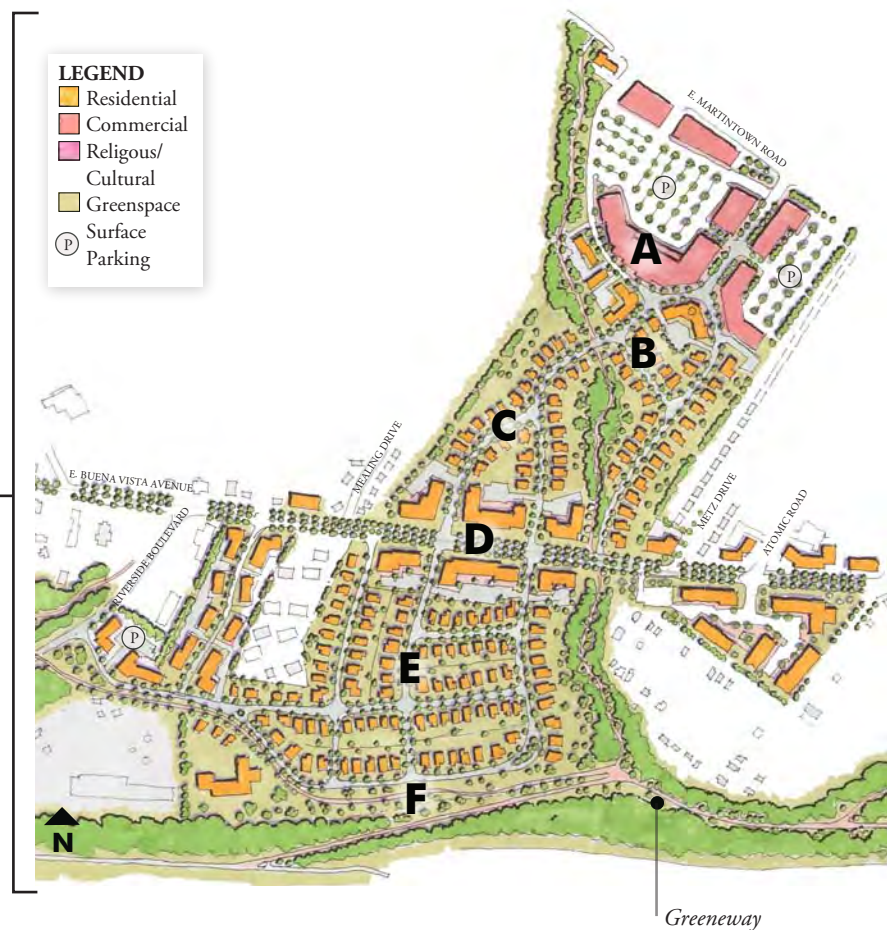 LEGEND
Residential
Commercial
Religous/
Cultural
Greenspace
P Surface
Parking
E. MARTINTOWN ROAD
P
P
A
B
C
MEALING DRIVE
E. BUENA VISTA AVENUE
METZ DRIVE
ATOMIC ROAD
RIVERSIDE BOULEVARD
D
P
E
F
N
Greeneway